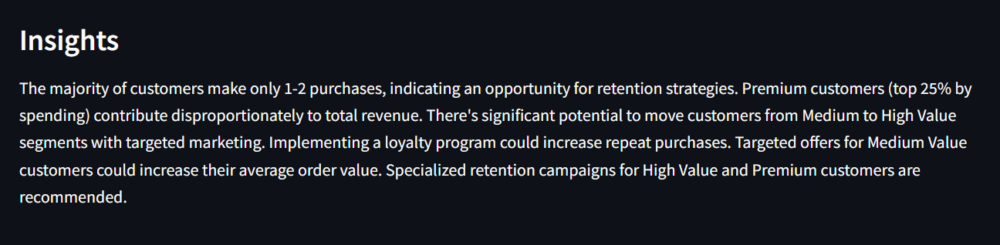 Insights
The majority of customers make only 1-2 purchases, indicating an opportunity for retention strategies. Premium customers (top 25% by
spending) contribute disproportionately to total revenue. There's significant potential to move customers from Medium to High Value
segments with targeted marketing. Implementing a loyalty program could increase repeat purchases. Targeted offers for Medium Value
customers could increase their average order value. Specialized retention campaigns for High Value and Premium customers are
recommended.